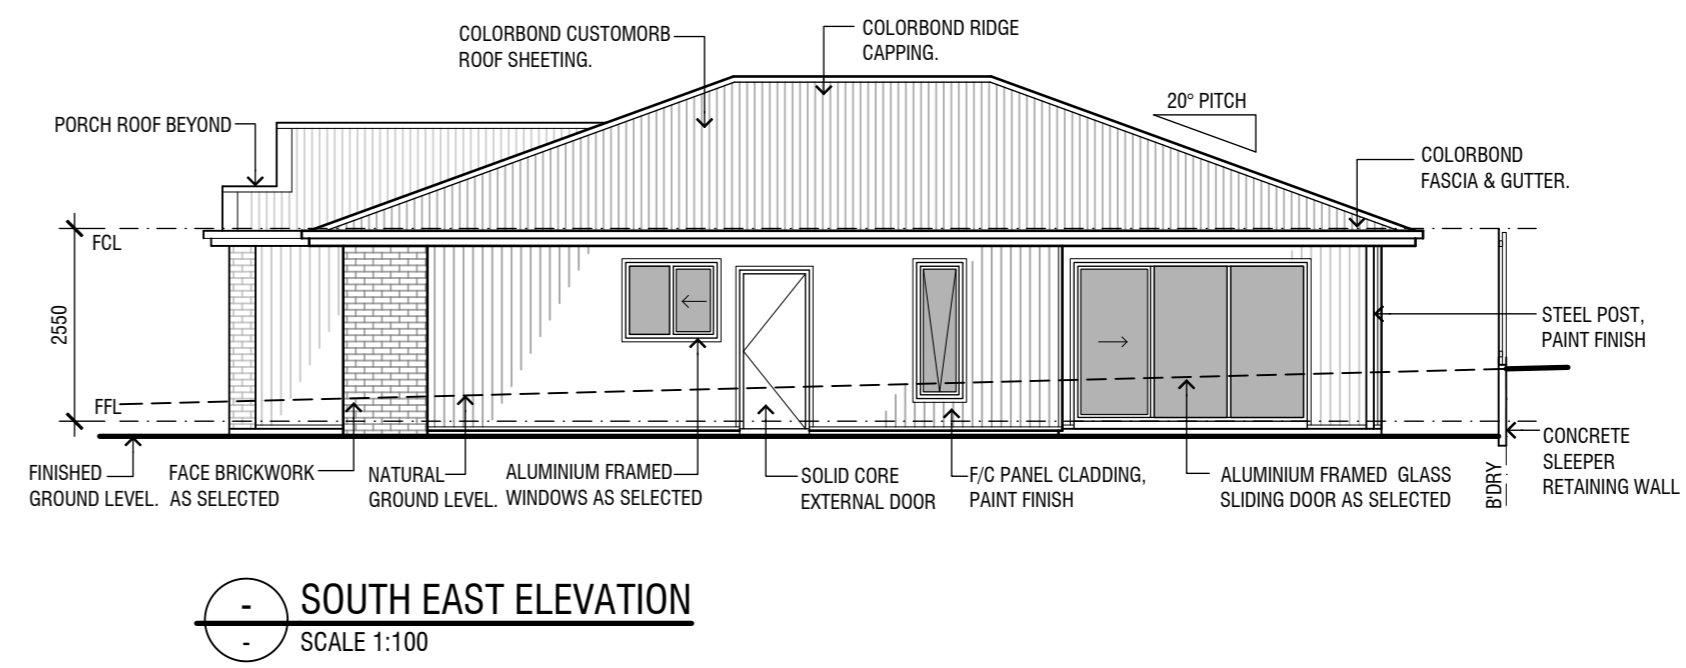 COLORBOND CUSTOMORB
ROOF SHEETING.
COLORBOND RIDGE
CAPPING.
20° PITCH
PORCH ROOF BEYOND
COLORBOND
FASCIA & GUTTER.
FCL
2550
STEEL POST,
PAINT FINISH
FFL
FINISHED
GROUND LEVEL.
FACE BRICKWORK
AS SELECTED
NATURAL
GROUND LEVEL.
ALUMINIUM FRAMED
WINDOWS AS SELECTED
SOLID CORE
EXTERNAL DOOR
F/C PANEL CLADDING,
PAINT FINISH
ALUMINIUM FRAMED GLASS
SLIDING DOOR AS SELECTED
B'DRY
CONCRETE
SLEEPER
RETAINING WALL
-
SOUTH EAST ELEVATION
-
SCALE 1:100